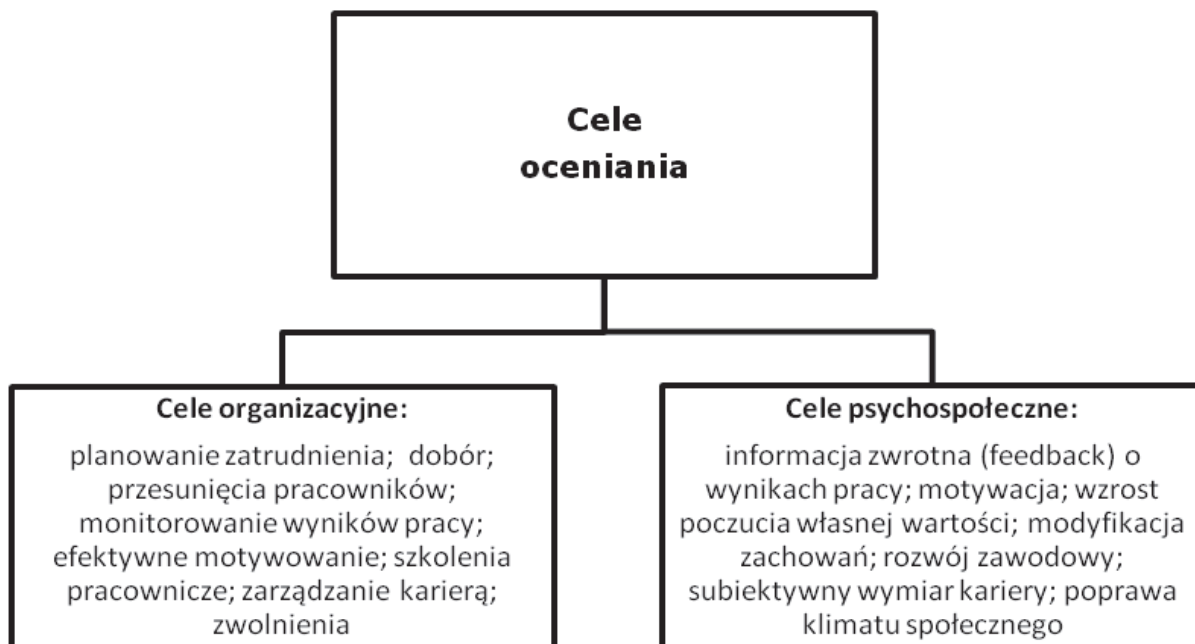 Cele
oceniania
Cele organizacyjne:
planowanie zatrudnienia; dobór;
przesunięcia pracowników;
monitorowanie wyników pracy;
efektywne motywowanie; szkolenia
pracownicze; zarządzanie karierą;
zwolnienia
Cele psychospołeczne:
informacja zwrotna (feedback) o
wynikach pracy; motywacja; wzrost
poczucia własnej wartości; modyfikacja
zachowań; rozwój zawodowy;
subiektywny wymiar kariery; poprawa
klimatu społecznego